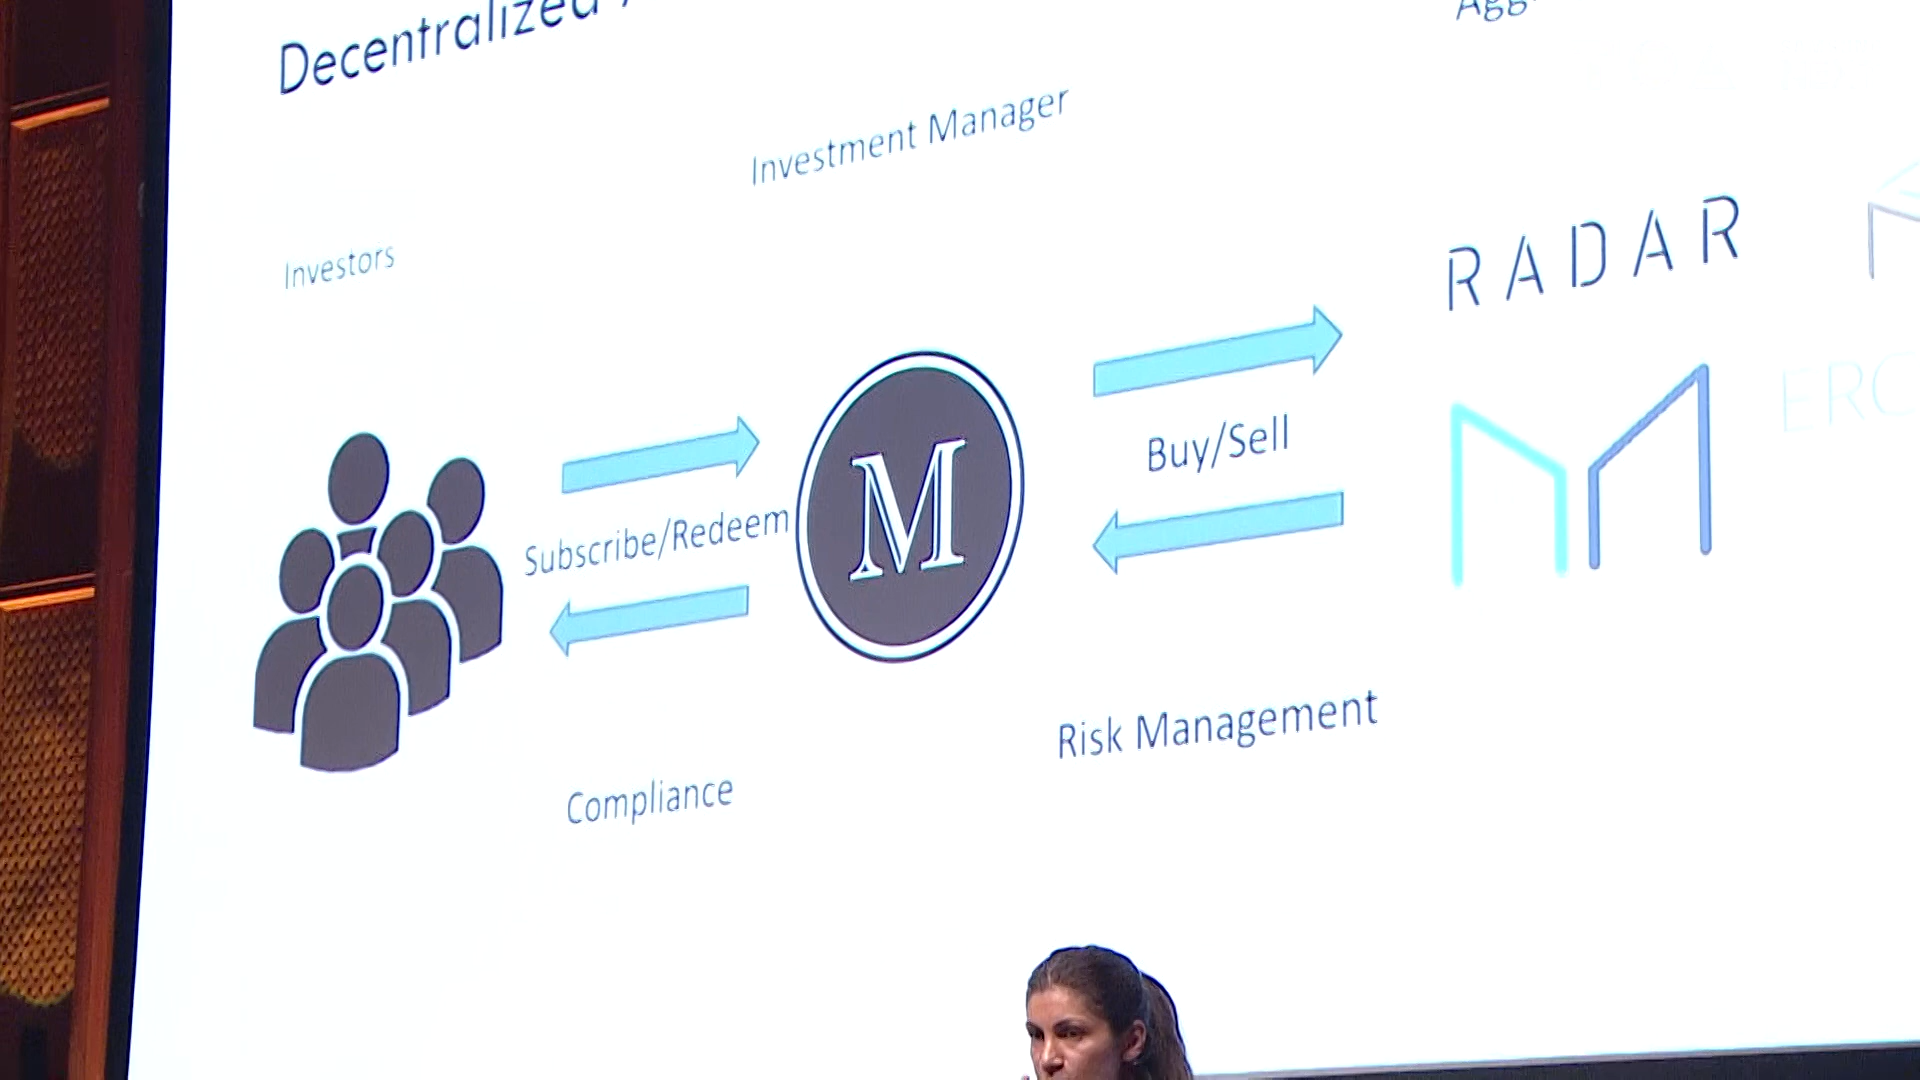 Decentralized
Investment Manager
Investors
RADAR
Buy/Sell
Subscribe/Redeem
M
Risk Management
Compliance